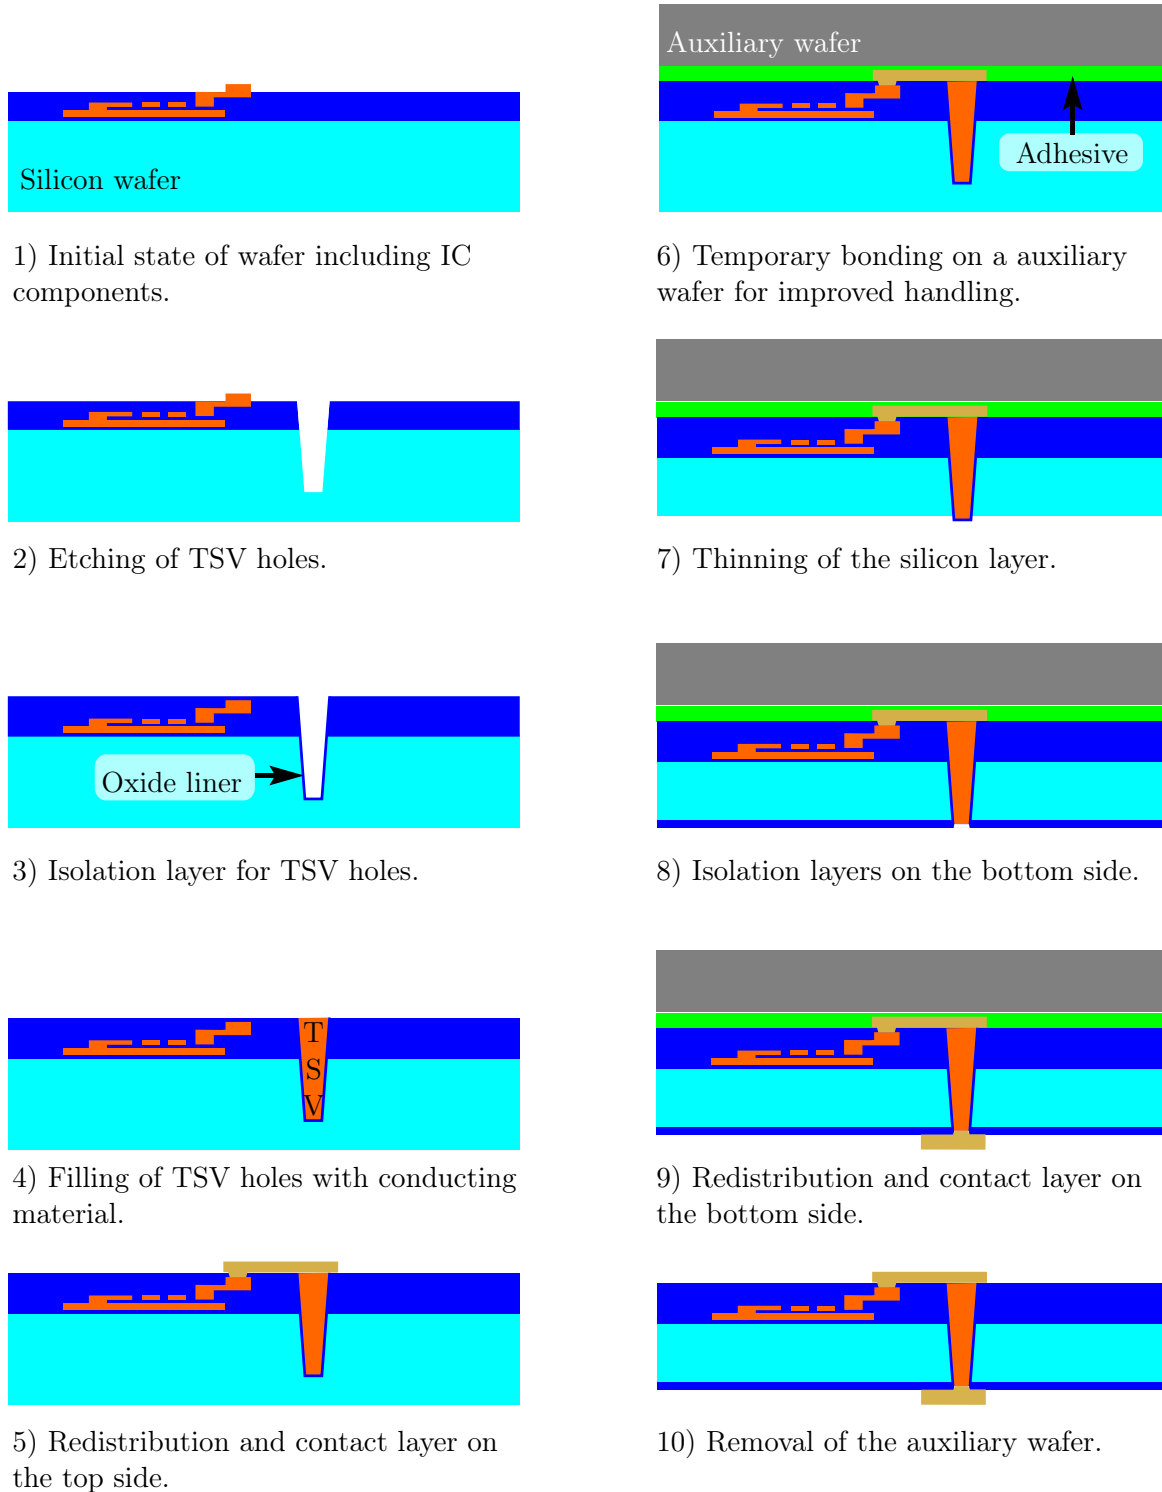 Silicon wafer
1) Initial state of wafer including IC
components.
2) Etching of TSV holes.
Oxide liner
3) Isolation layer for TSV holes.
T
S
V
4) Filling of TSV holes with conducting
material.
5) Redistribution and contact layer on
the top side.
Auxiliary wafer
Adhesive
6) Temporary bonding on a auxiliary
wafer for improved handling.
7) Thinning of the silicon layer.
8) Isolation layers on the bottom side.
9) Redistribution and contact layer on
the bottom side.
10) Removal of the auxiliary wafer.